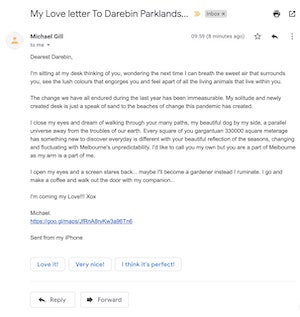 My Love letter To Darebin Parklands...
Inbox ×
Michael Gill
09:59 (8 minutes ago)
to me
Dearest Darebin,
I'm sitting at my desk thinking of you, wondering the next time I can breath the sweet air that surrounds
you, see the lush colours that engorges you and feel apart of all the living animals that live within you.
The change we have all endured during the last year has been immeasurable. My solitude and newly
created desk is just a speak of sand to the beaches of change this pandemic has created.
I close my eyes and dream of walking through your many paths, my beautiful dog by my side, a parallel
universe away from the troubles of our earth. Every square of you gargantuan 330000 square meterage
has something new to discover everyday is different with your beautiful reflection of the seasons, changing
and fluctuating with Melbourne's unpredictability. I'd like to call you my own but you are as part of Melbourne
as my arm is a part of me.
I open my eyes and a screen stares back... maybe I'll become a gardener instead I ruminate. I go and
make a coffee and walk out the door with my companion...
I'm coming my Love!!! Xox
Michael
Sent from my iPhone
Love it!
Very nice!
I think it's perfect!
Reply
Forward